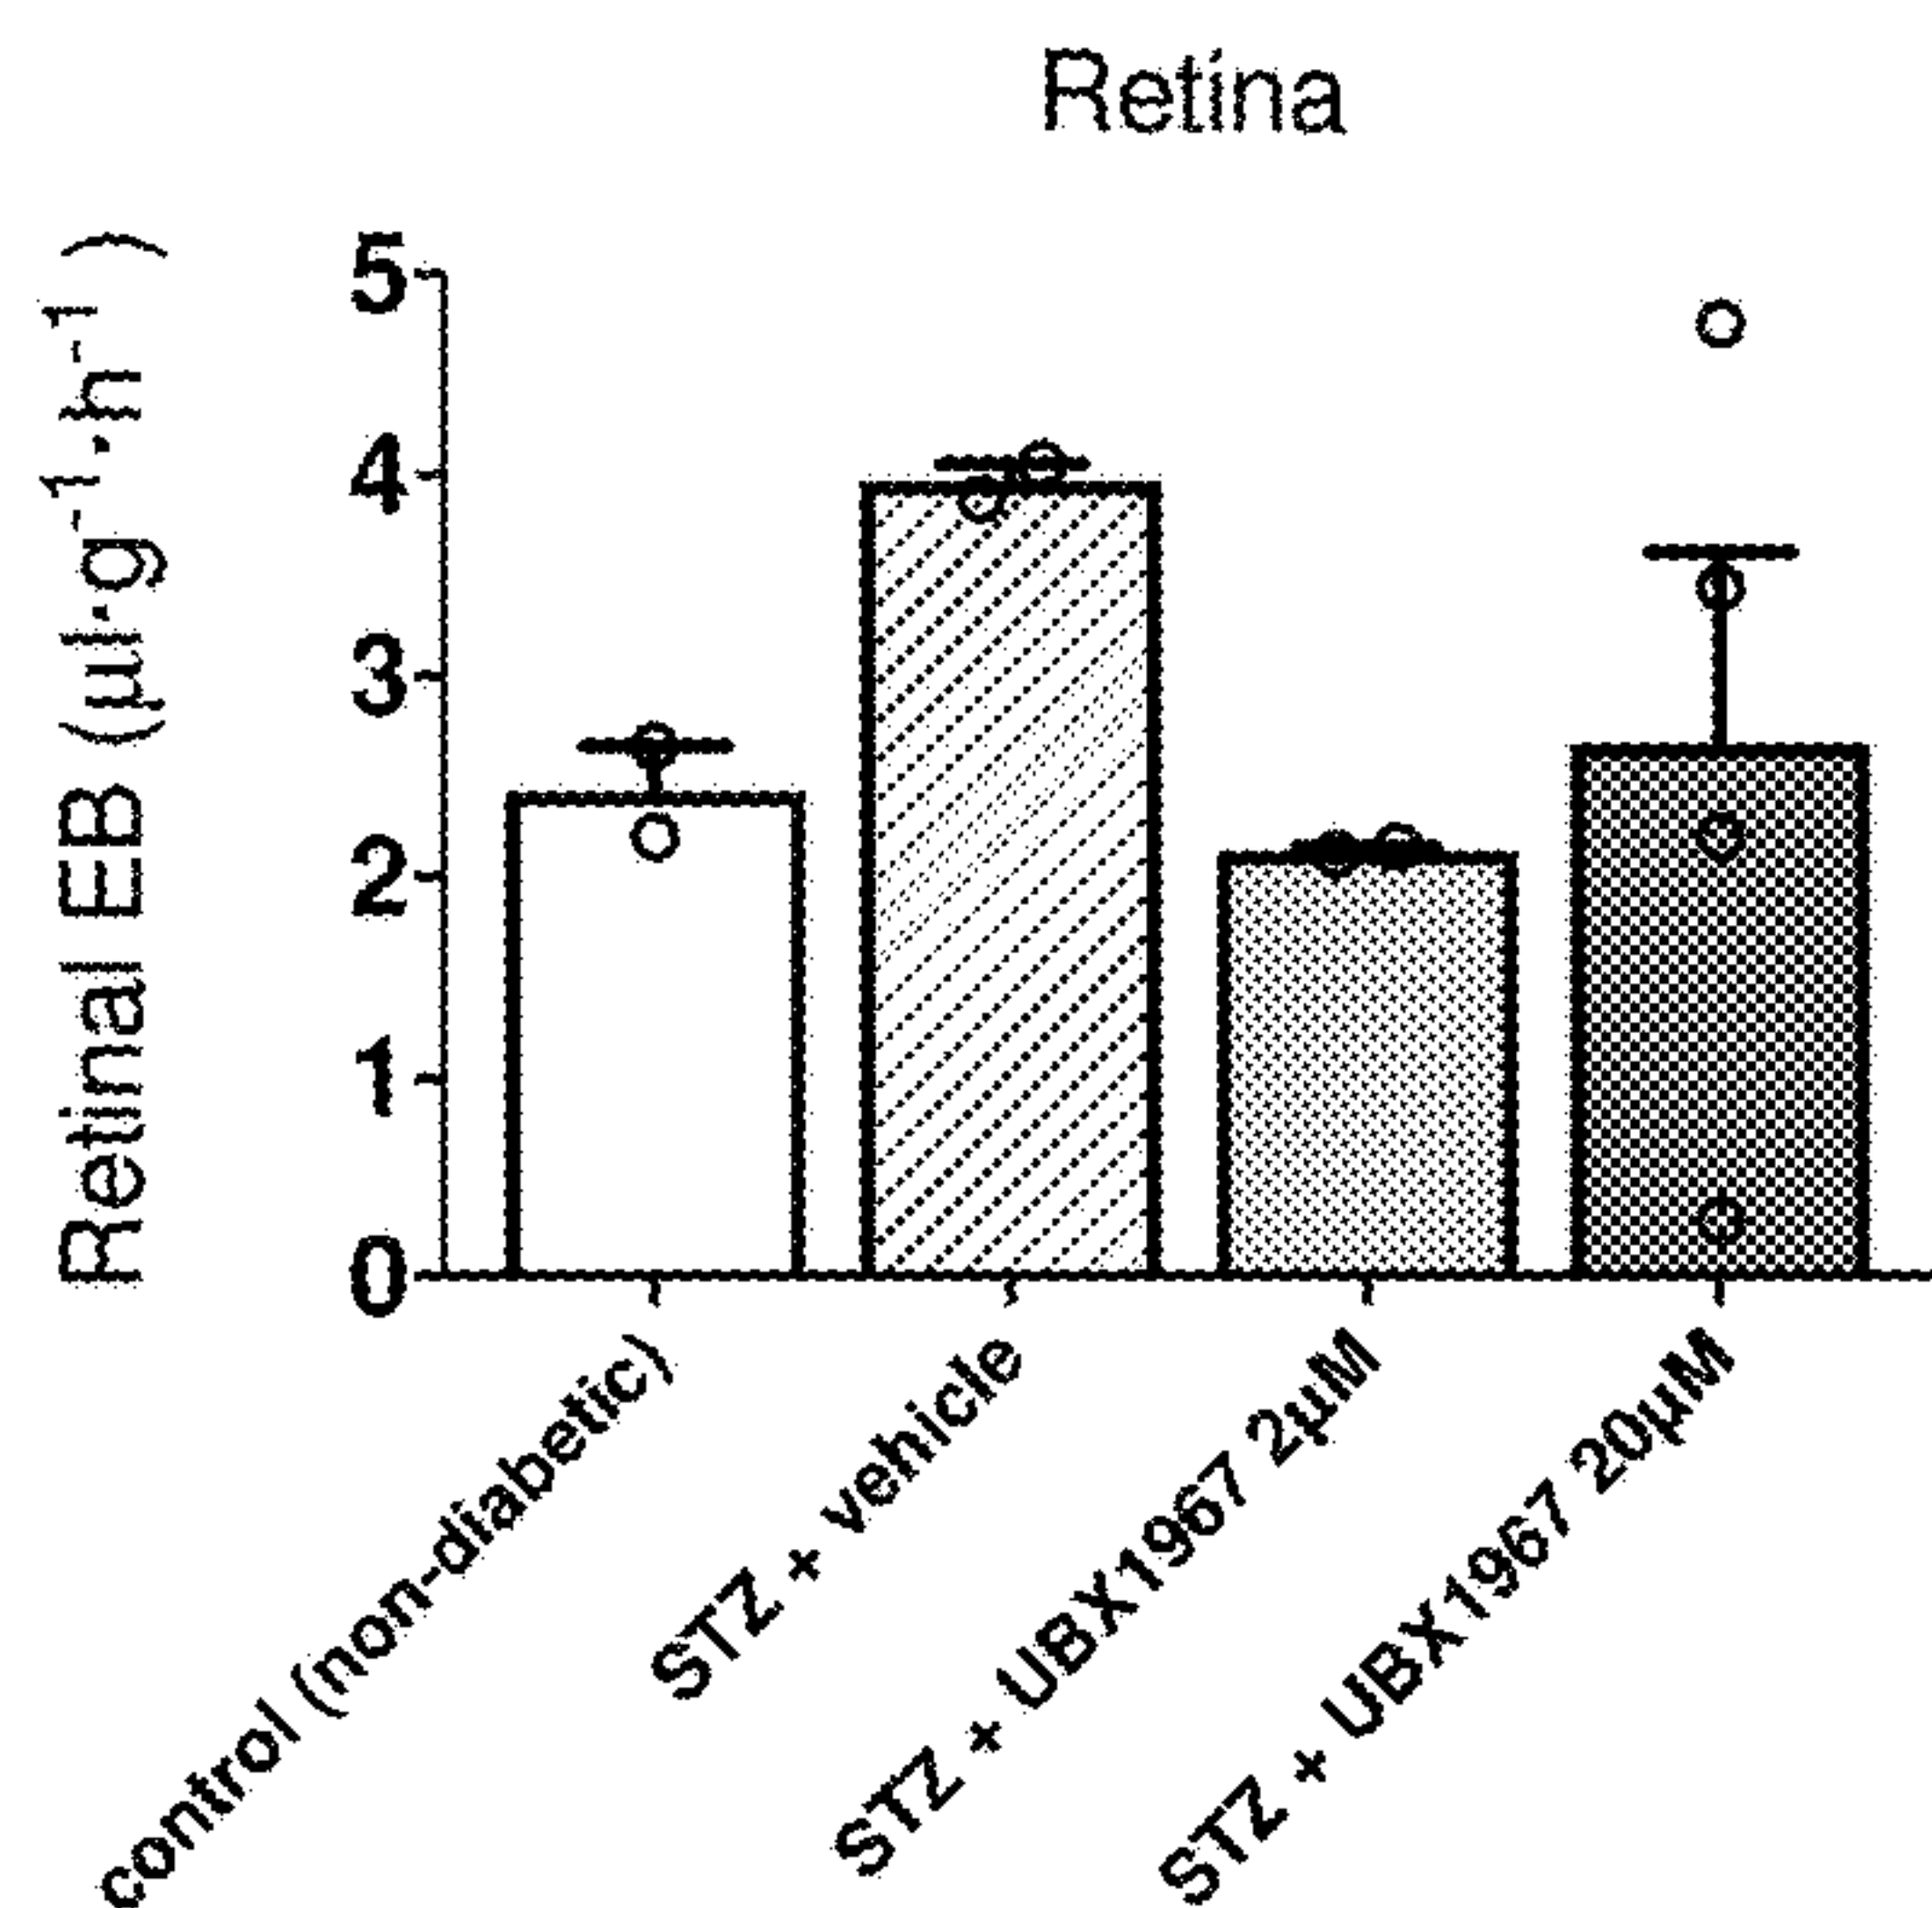 Retina
Retinal EB (µl·g⁻¹·h⁻¹ )
5
4
3
2
1
0
control (non-diabetic)
STZ + vehicle
STZ + UBX1967 2µM
STZ + UBX1967 20µM